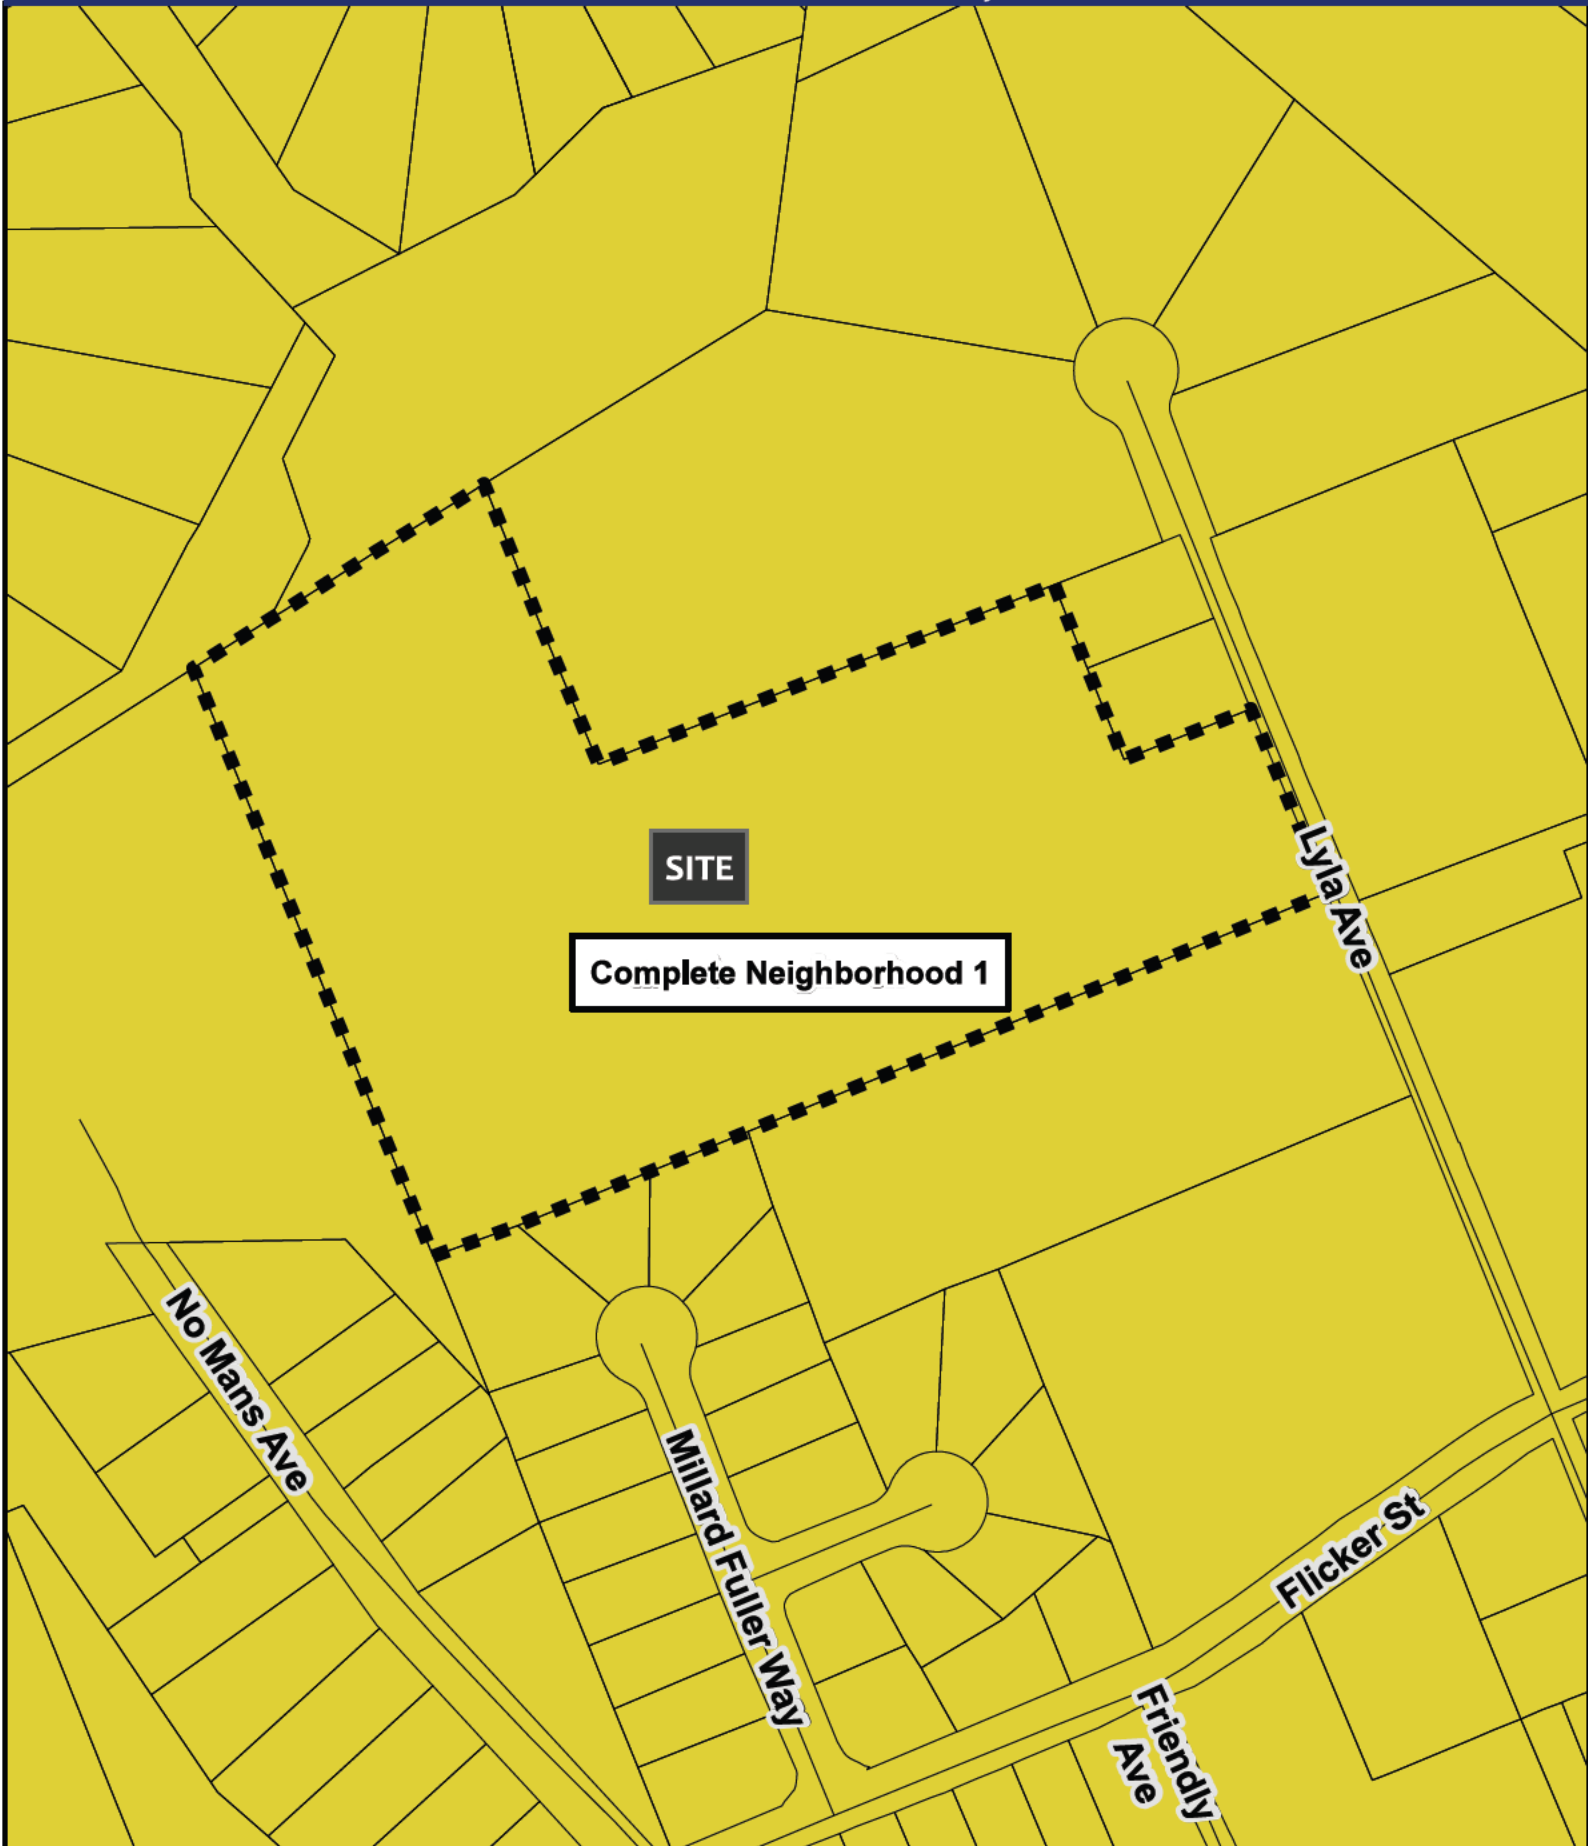 Lyla Ave
SITE
Complete Neighborhood 1
No Mans Ave
Millard Fuller Way
Flicker St
Friendly
Ave